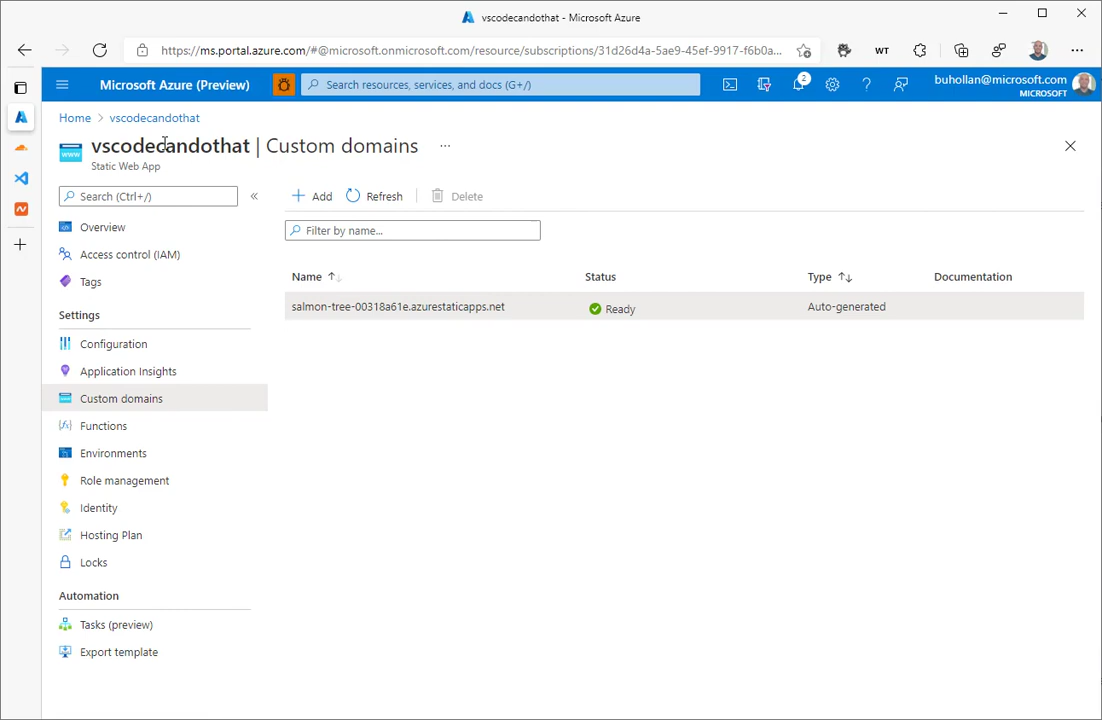 vscodecandothat - Microsoft Azure
https://ms.portal.azure.com/#@microsoft.onmicrosoft.com/resource/subscriptions/31d26d4a-5ae9-45ef-9917-f6b0a...
WT
Microsoft Azure (Preview)
Search resources, services, and docs (G+/)
2
buhollan@microsoft.com
MICROSOFT
Home > vscodecandothat
vscodecandothat | Custom domains ...
www
Static Web App
Search (Ctrl+/)
«
Add
Refresh
Delete
Overview
Access control (IAM)
Tags
Settings
Configuration
Application Insights
Custom domains
Functions
Environments
Role management
Identity
Hosting Plan
Locks
Automation
Tasks (preview)
Export template
Filter by name...
Name
Status
Type
Documentation
salmon-tree-00318a61e.azurestaticapps.net
Ready
Auto-generated